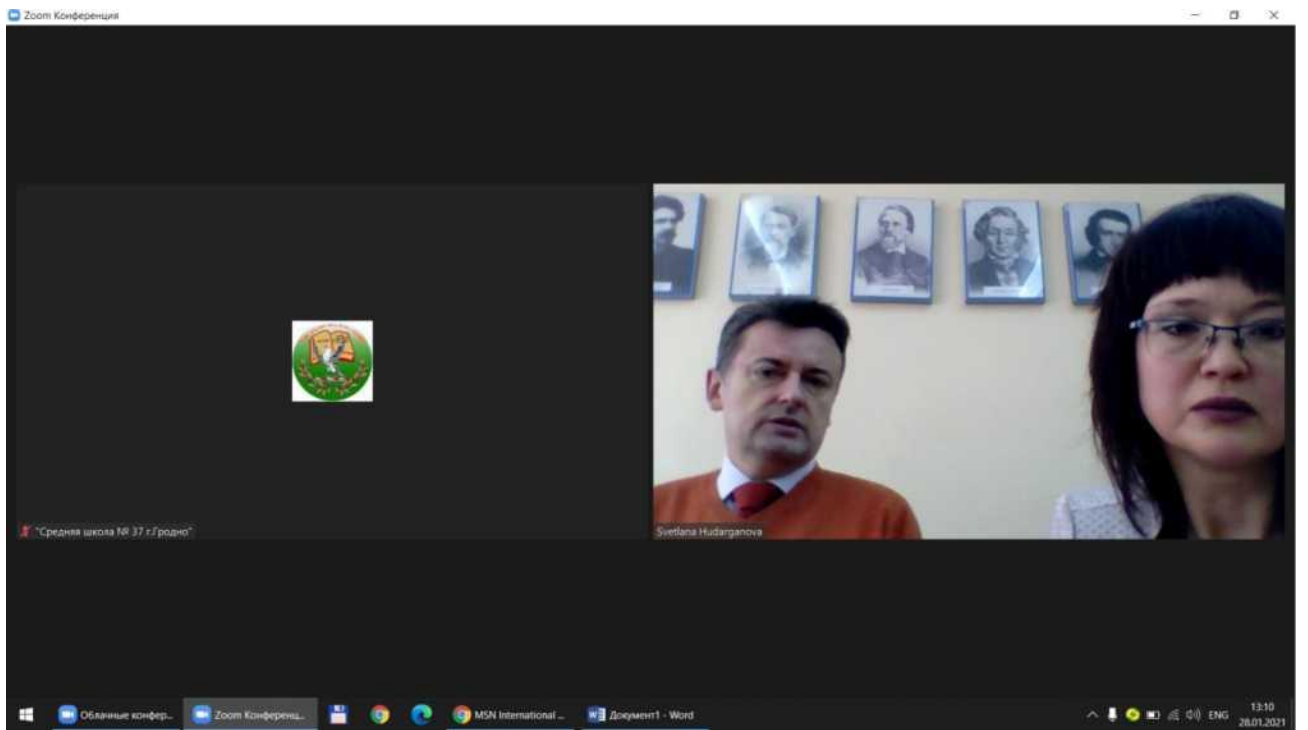 Zoom Конференция
"Средняя школа № 37 г.Гродно"
Svetlana Hudarganova
Облачные конфер...
Zoom Конференц...
MSN International ...
Документ1 - Word
ENG
13:10
28.01.2021